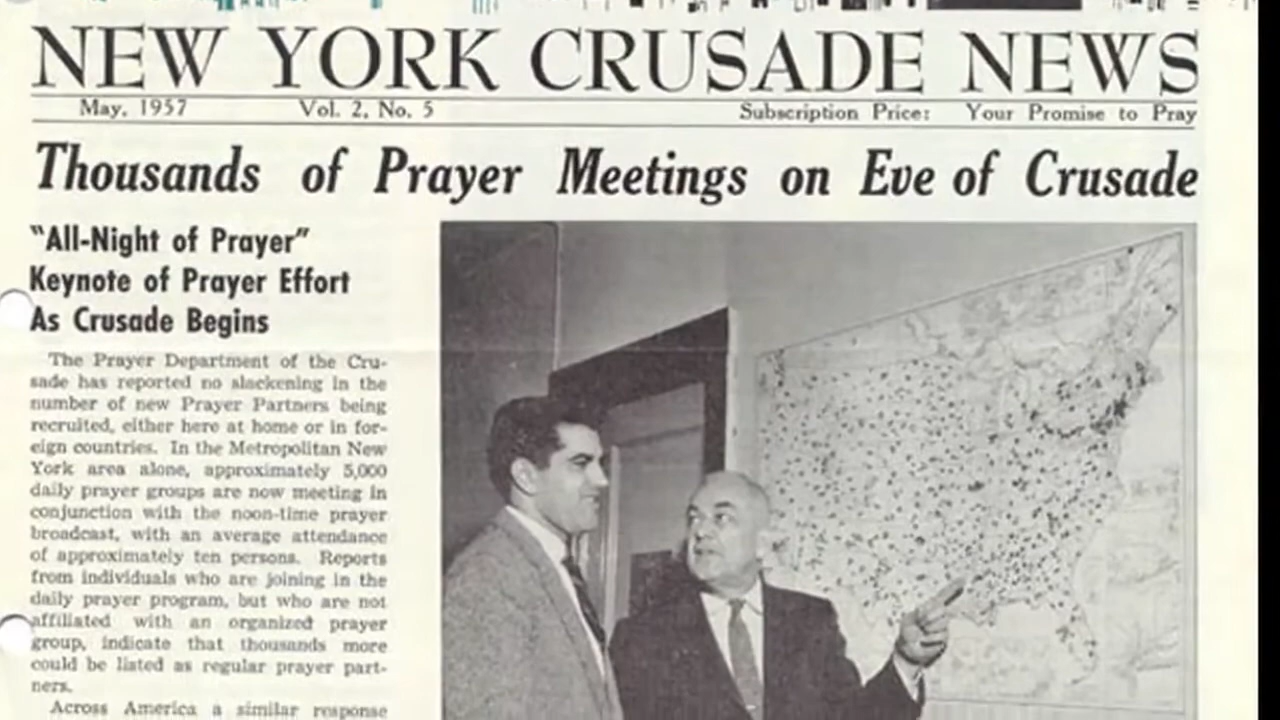 NEW YORK CRUSADE NEWS
May, 1957 Vol. 2, No. 5 Subscription Price: Your Promise to Pray
Thousands of Prayer Meetings on Eve of Crusade
"All-Night of Prayer"
Keynote of Prayer Effort
As Crusade Begins
The Prayer Department of the Cru-
sade has reported no slackening in the
number of new Prayer Partners being
recruited, either here at home or in for-
eign countries. In the Metropolitan New
York area alone, approximately 5,000
daily prayer groups are now meeting in
conjunction with the noon-time prayer
broadcast, with an average attendance
of approximately ten persons. Reports
from individuals who are joining in the
daily prayer program, but who are not
affiliated with an organized prayer
group, indicate that thousands more
could be listed as regular prayer part-
ners.
Across America a similar response